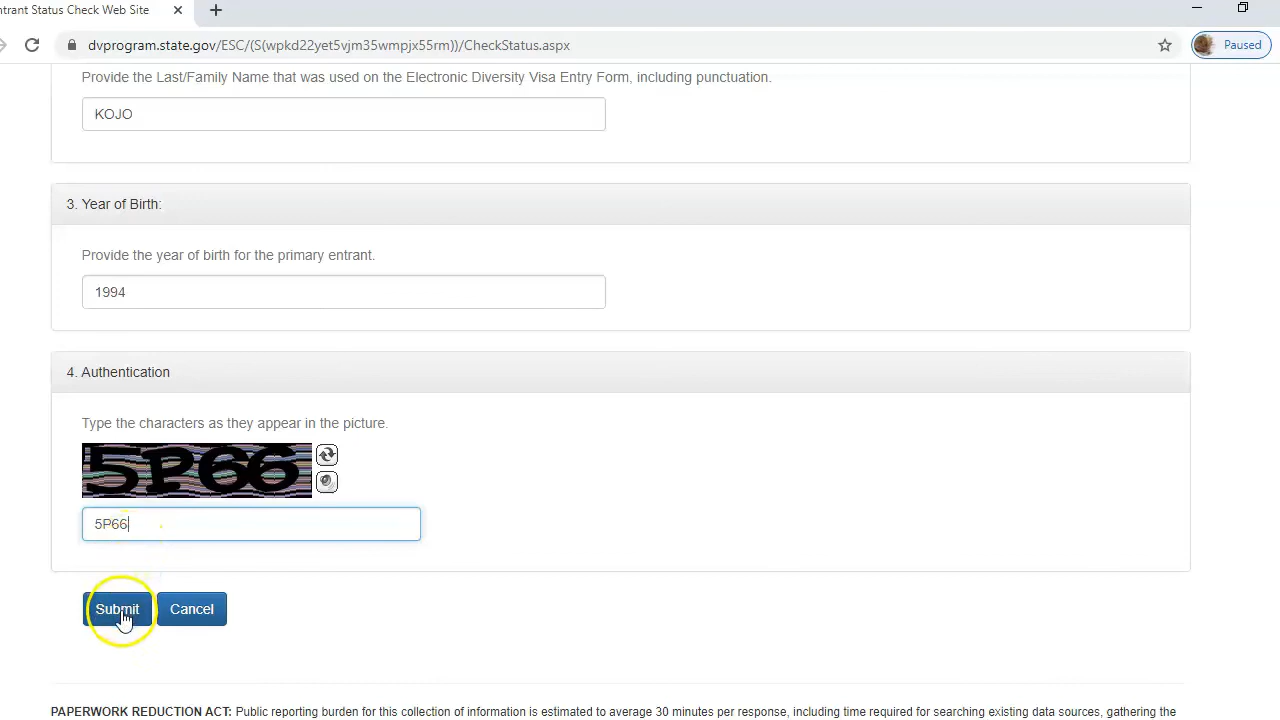 ntrant Status Check Web Site
dvprogram.state.gov/ESC/(S(wpkd22yet5vjm35wmpjx55rm))/CheckStatus.aspx
Paused
Provide the Last/Family Name that was used on the Electronic Diversity Visa Entry Form, including punctuation.
KOJO
3. Year of Birth:
Provide the year of birth for the primary entrant.
1994
4. Authentication
Type the characters as they appear in the picture.
5P66
5P66
Submit Cancel
PAPERWORK REDUCTION ACT: Public reporting burden for this collection of information is estimated to average 30 minutes per response, including time required for searching existing data sources, gathering the